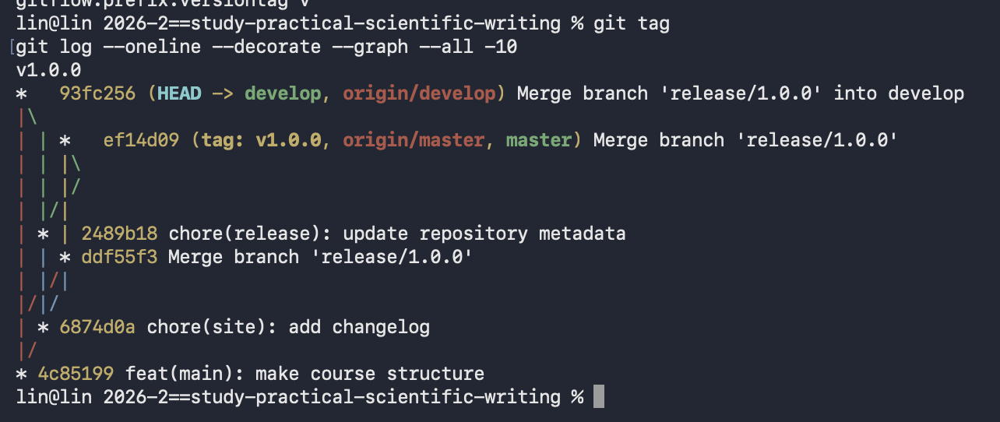 gitflow.prefix.versiontag v
lin@lin 2026-2==study-practical-scientific-writing % git tag
[git log --oneline --decorate --graph --all -10
v1.0.0
*   93fc256 (HEAD -> develop, origin/develop) Merge branch 'release/1.0.0' into develop
|\
| | *   ef14d09 (tag: v1.0.0, origin/master, master) Merge branch 'release/1.0.0'
| | |\
| | |/
| |/|
| * | 2489b18 chore(release): update repository metadata
| | * ddf55f3 Merge branch 'release/1.0.0'
| |/|
|/|/
| * 6874d0a chore(site): add changelog
|/
* 4c85199 feat(main): make course structure
lin@lin 2026-2==study-practical-scientific-writing %